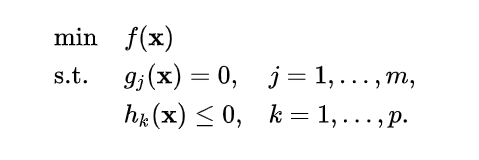 min f(x)
s.t. g_j(x) = 0, j = 1, . . . , m,
h_k(x) ≤ 0, k = 1, . . . , p.